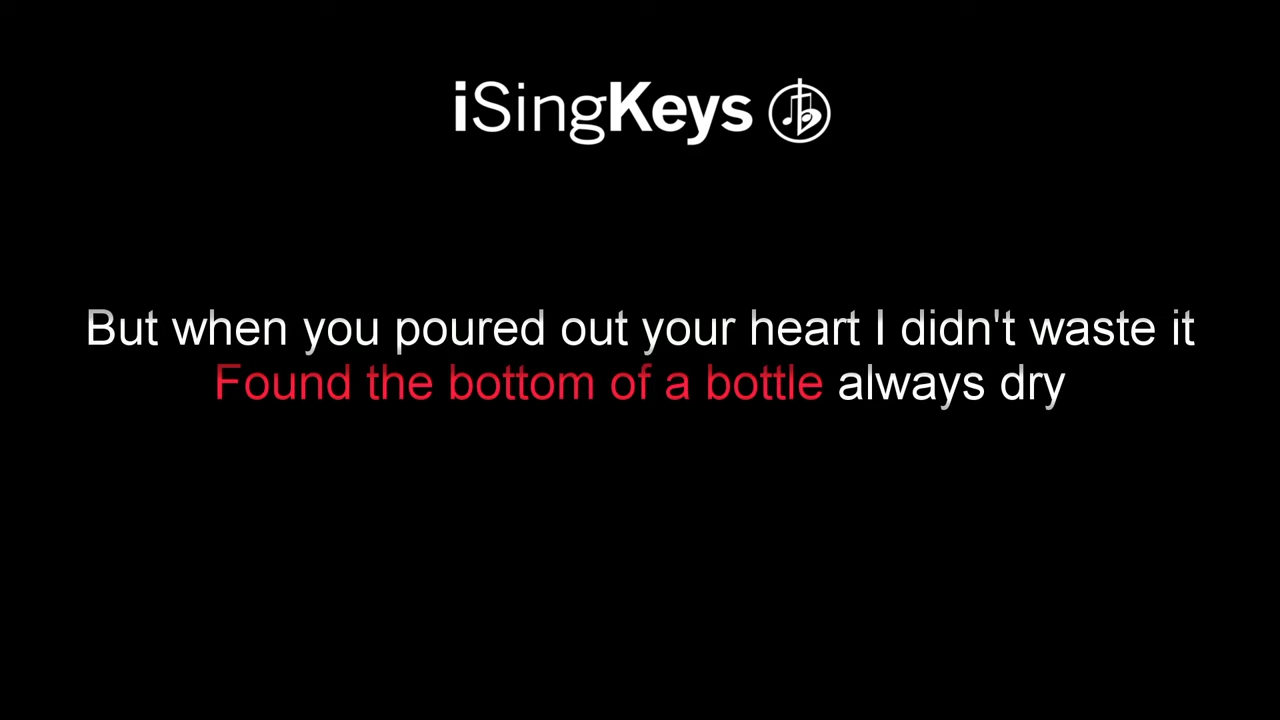 iSingKeys
But when you poured out your heart I didn't waste it
Found the bottom of a bottle always dry